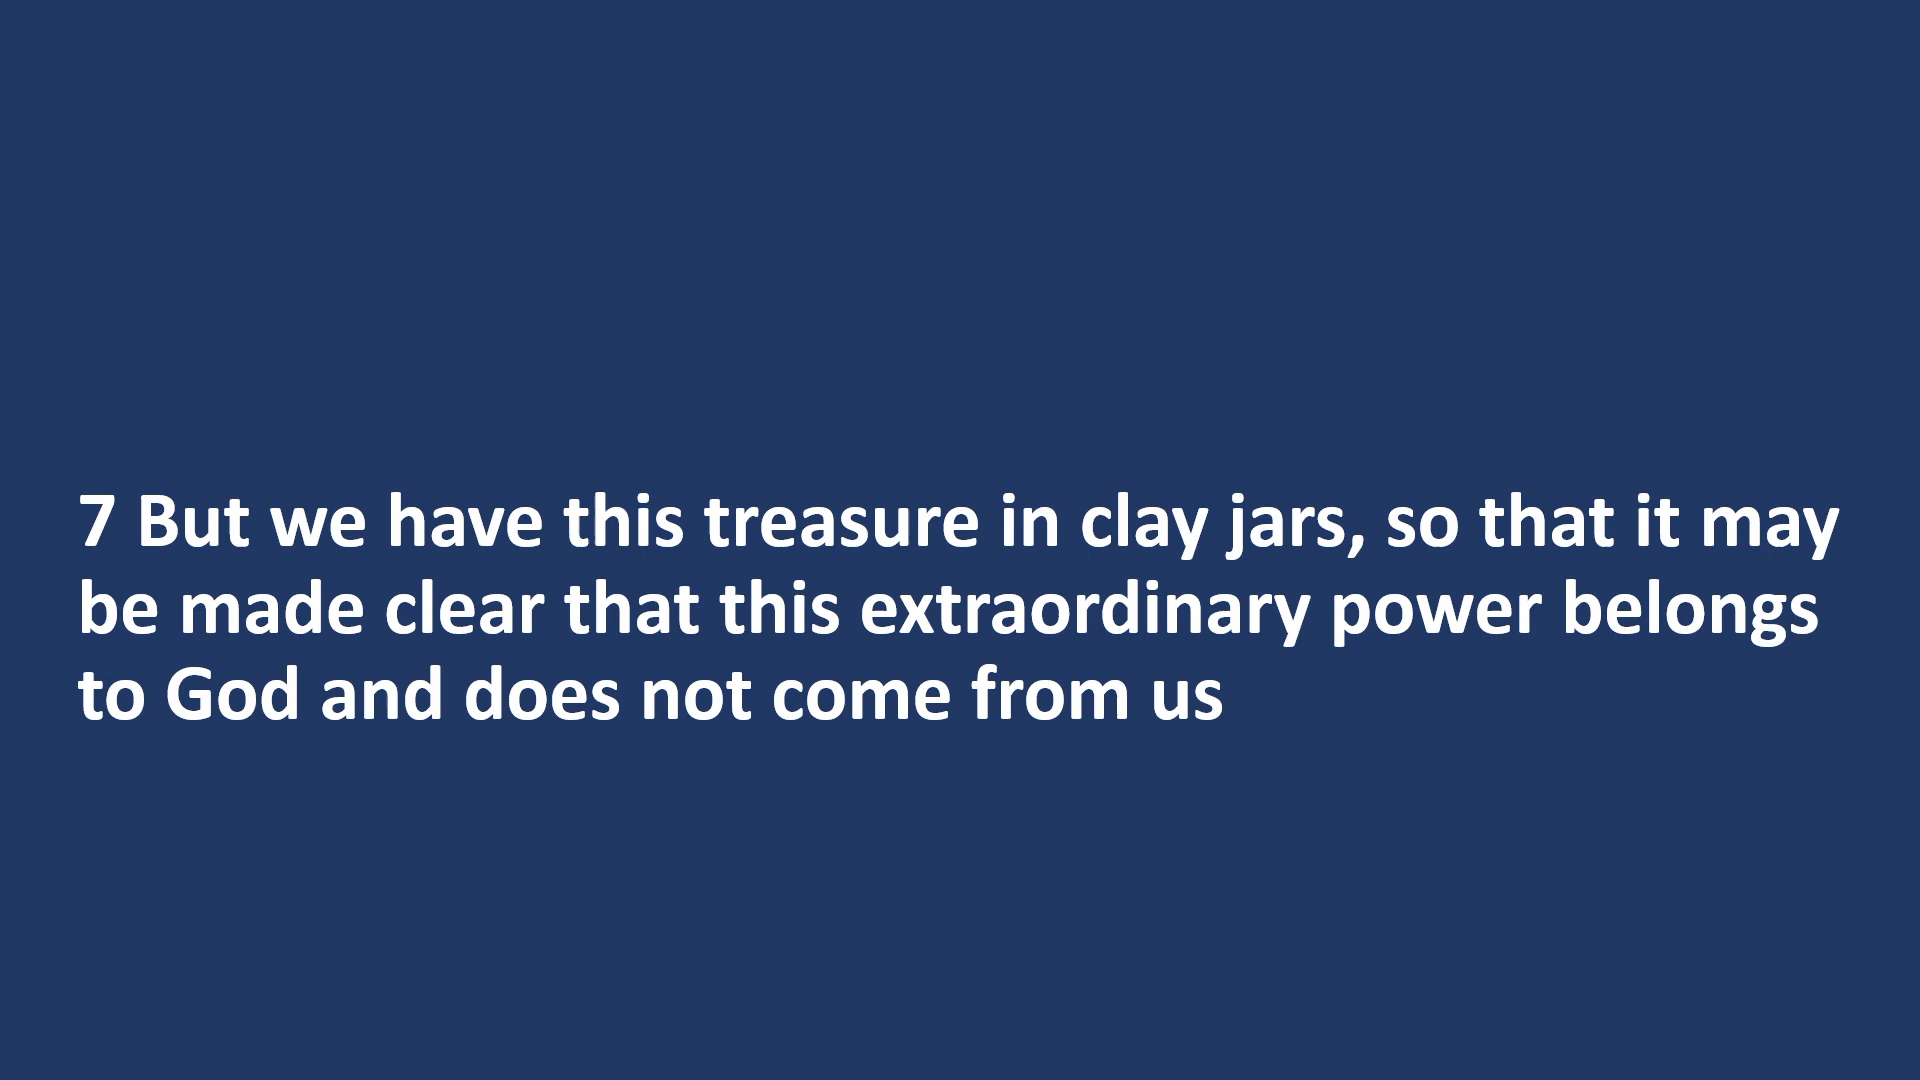 7 But we have this treasure in clay jars, so that it may
be made clear that this extraordinary power belongs
to God and does not come from us